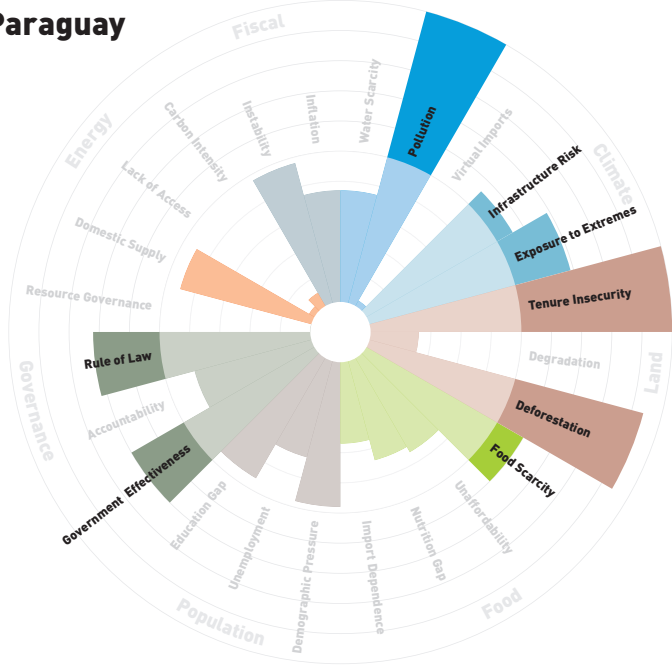 Paraguay
Fiscal
Energy
Climate
Land
Food
Population
Governance
Water Scarcity
Pollution
Virtual Imports
Infrastructure Risk
Exposure to Extremes
Tenure Insecurity
Degradation
Deforestation
Food Scarcity
Unaffordability
Nutrition Gap
Import Dependence
Demographic Pressure
Unemployment
Education Gap
Government Effectiveness
Accountability
Rule of Law
Resource Governance
Domestic Supply
Lack of Access
Carbon Intensity
Instability
Inflation